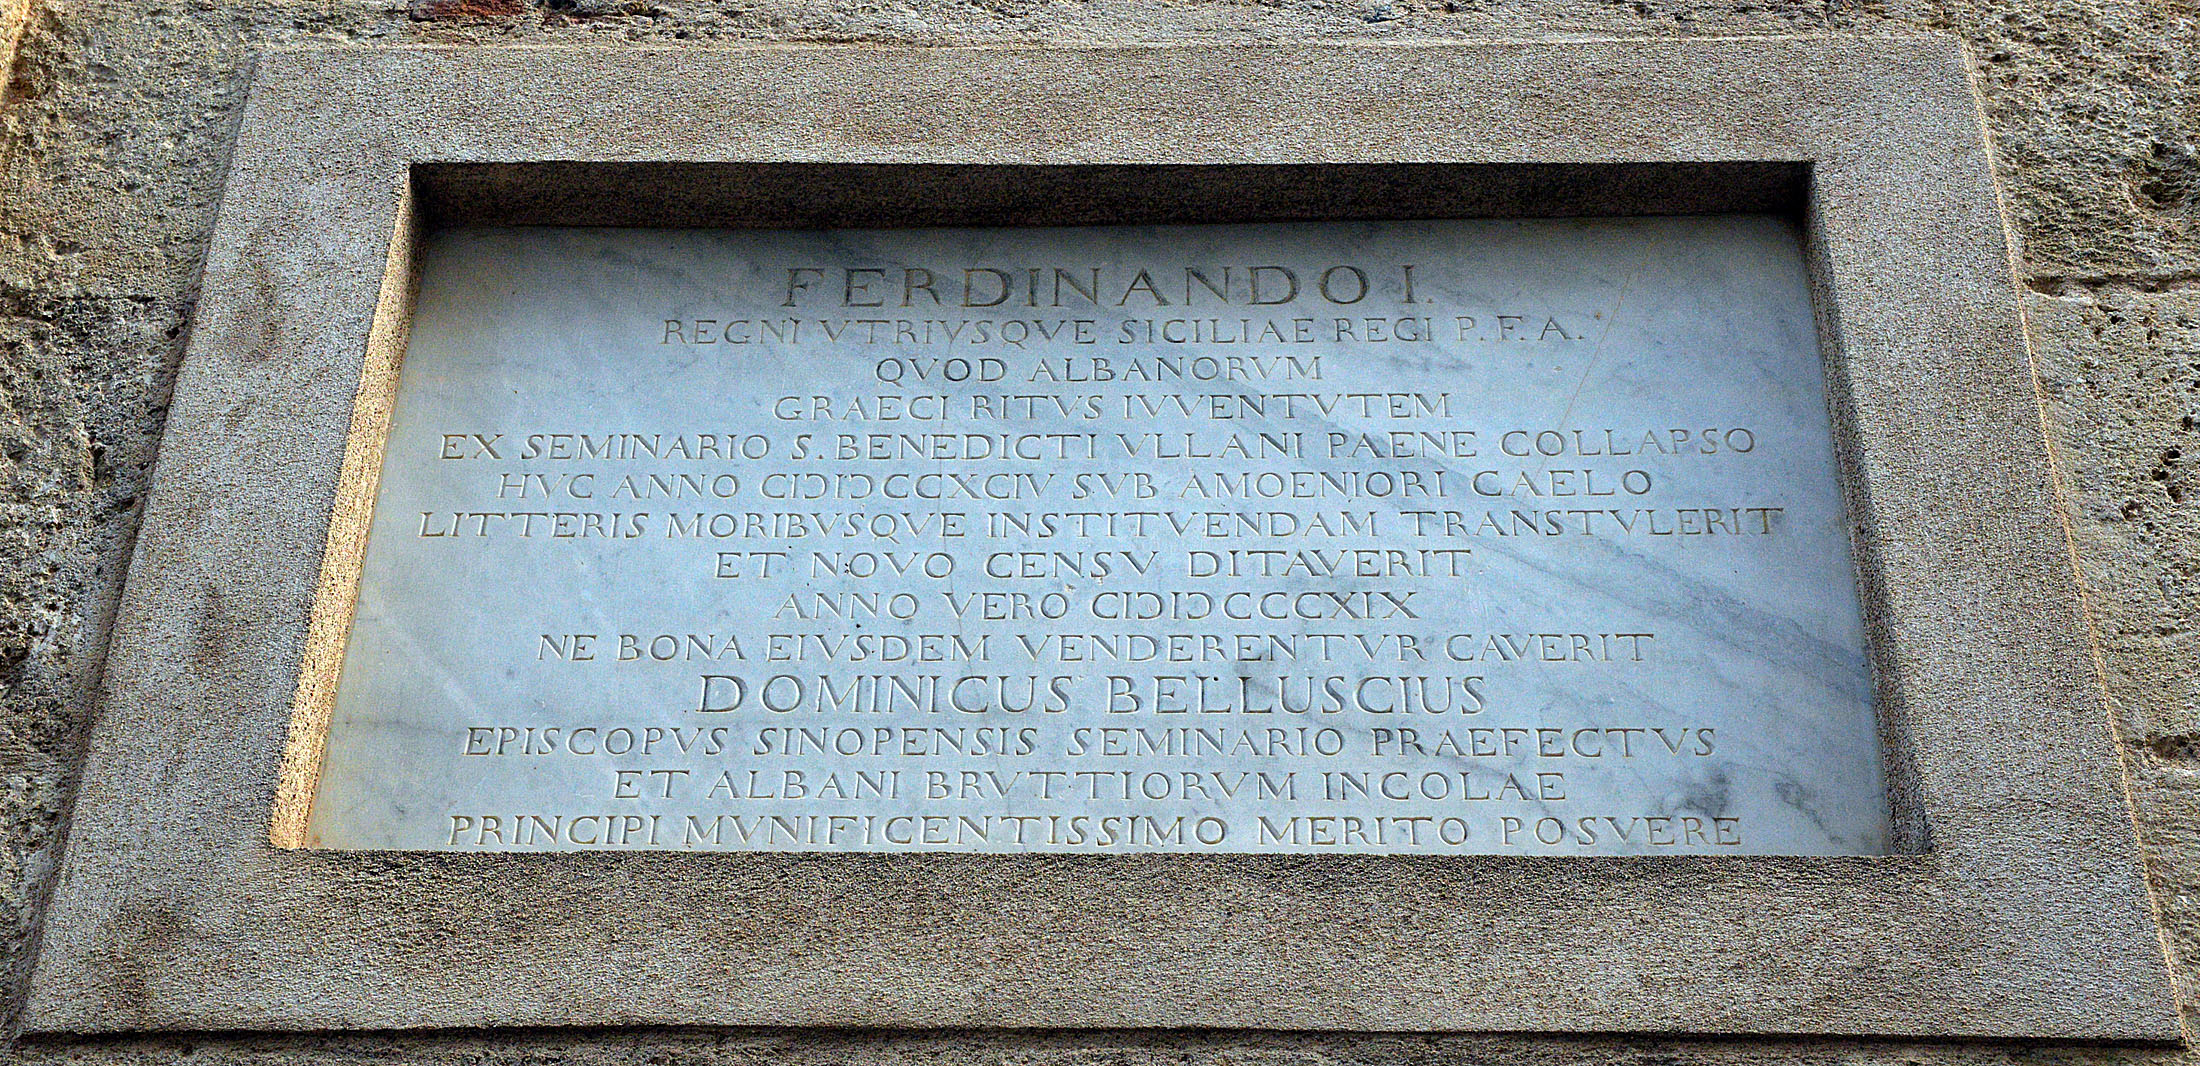 FERDINANDO I.
REGNI VTRIVSQVE SICILIAE REGI P.F.A.
QVOD ALBANORVM
GRAECI RITVS IVVENTVTEM
EX SEMINARIO S. BENEDICTI VLLANI PAENE COLLAPSO
HVC ANNO CIƆIƆCCXCIV SVB AMOENIORI CAELO
LITTERIS MORIBVSQVE INSTITVENDAM TRANSTVLERIT
ET NOVO CENSV DITAVERIT
ANNO VERO CIƆIƆCCCXIX
NE BONA EIVSDEM VENDERENTVR CAVERIT
DOMINICUS BELLUSCIUS
EPISCOPVS SINOPENSIS SEMINARIO PRAEFECTVS
ET ALBANI BRVTTIORVM INCOLAE
PRINCIPI MVNIFICENTISSIMO MERITO POSVERE